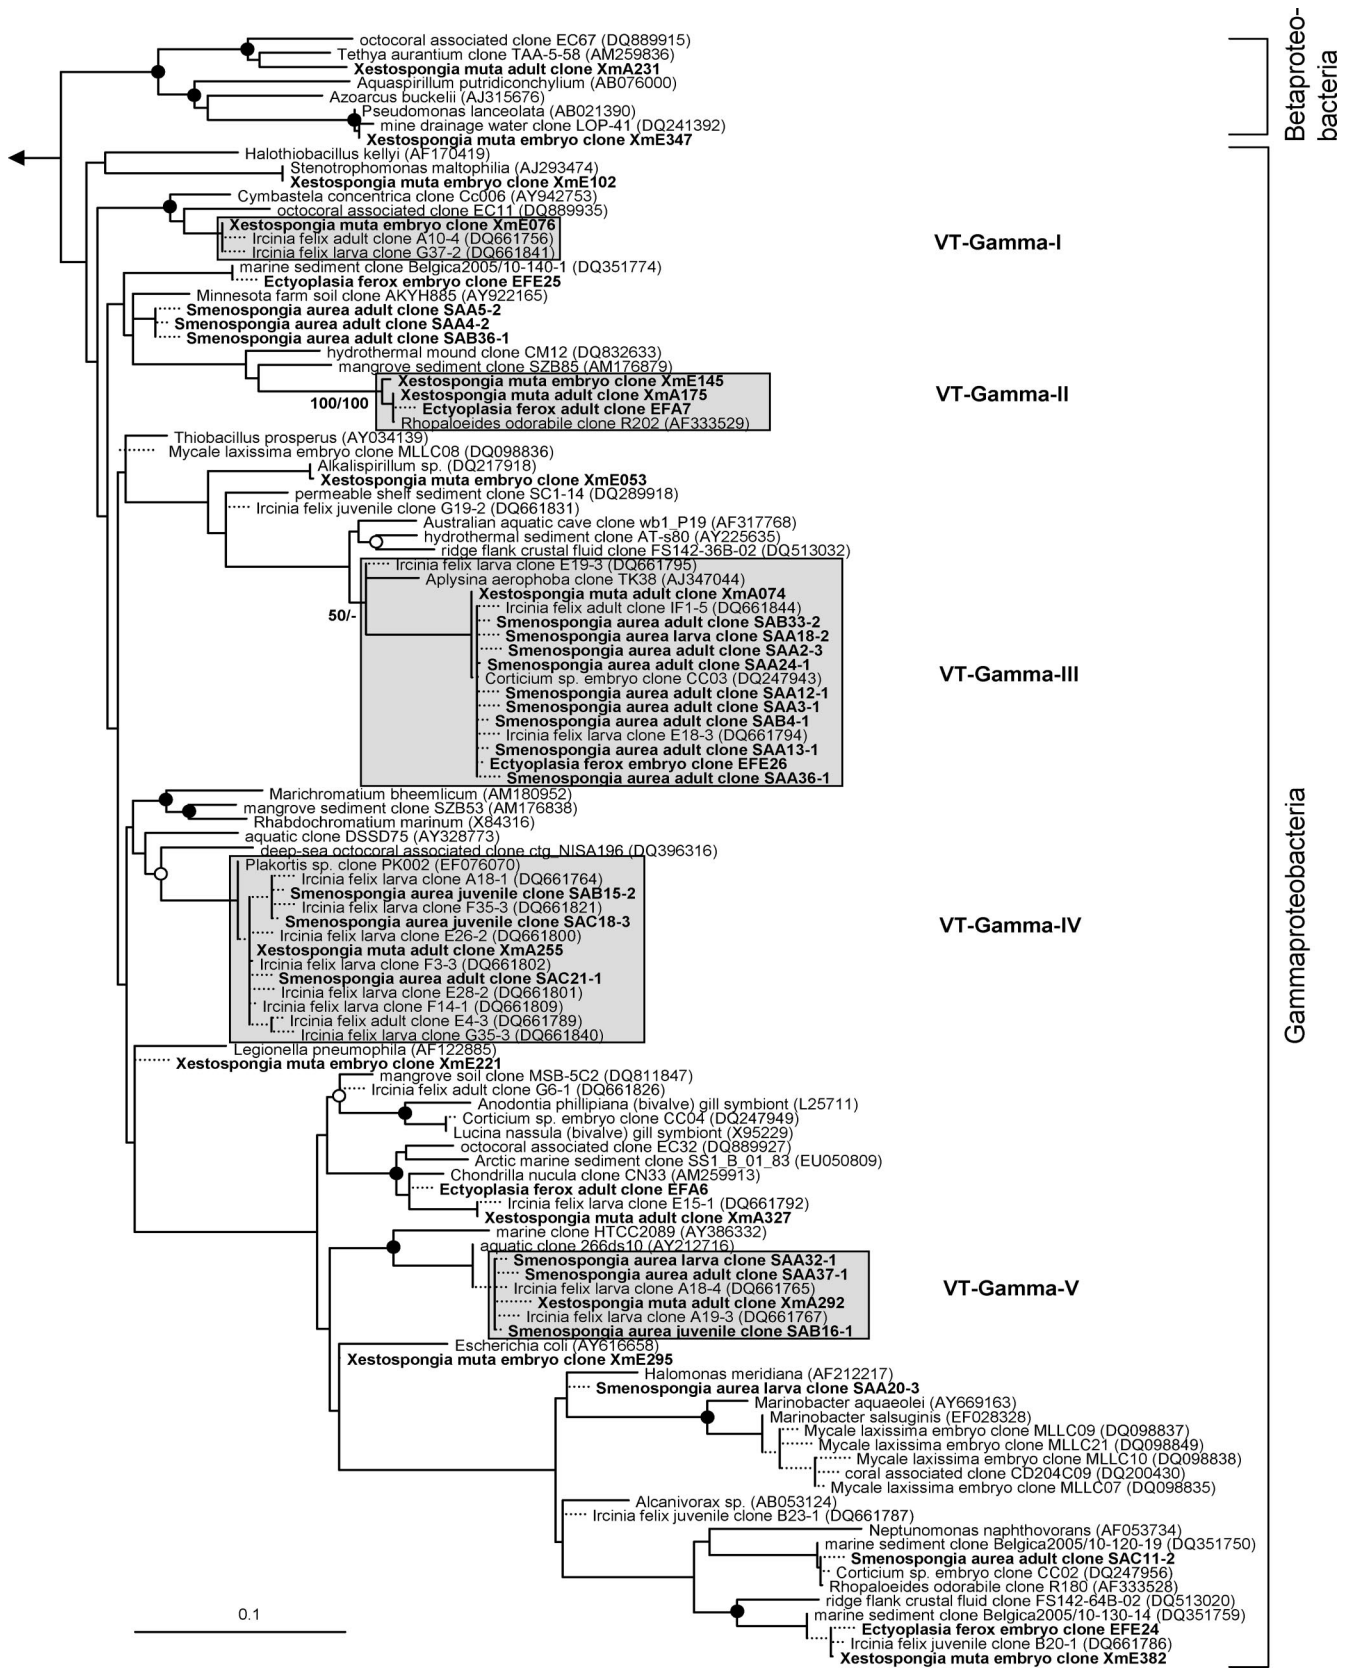 octocoral associated clone EC67 (DQ889915)
Tethya aurantium clone TAA-5-58 (AM259836)
Xestospongia muta adult clone XmA231
Aquaspirillum putridiconchylium (AB076000)
Azoarcus buckelii (AJ315676)
Pseudomonas lanceolata (AB021390)
mine drainage water clone LOP-41 (DQ241392)
Xestospongia muta embryo clone XmE347
Betaproteo-
bacteria
Halothiobacillus kellyi (AF170419)
Stenotrophomonas maltophilia (AJ293474)
Xestospongia muta embryo clone XmE102
Cymbastela concentrica clone Cc006 (AY942753)
octocoral associated clone EC11 (DQ889935)
Xestospongia muta embryo clone XmE076
Ircinia felix adult clone A10-4 (DQ661756)
Ircinia felix larva clone G37-2 (DQ661841)
VT-Gamma-I
marine sediment clone Belgica2005/10-140-1 (DQ351774)
Ectyoplasia ferox embryo clone EFE25
Minnesota farm soil clone AKYH885 (AY922165)
Smenospongia aurea adult clone SAA5-2
Smenospongia aurea adult clone SAA4-2
Smenospongia aurea adult clone SAB36-1
hydrothermal mound clone CM12 (DQ832633)
mangrove sediment clone SZB85 (AM176879)
Xestospongia muta embryo clone XmE145
Xestospongia muta adult clone XmA175
100/100
Ectyoplasia ferox adult clone EFA7
Rhopaloeides odorabile clone R202 (AF333529)
VT-Gamma-II
Thiobacillus prosperus (AY034139)
Mycale laxissima embryo clone MLLC08 (DQ098836)
Alkalispirillum sp. (DQ217918)
Xestospongia muta embryo clone XmE053
permeable shelf sediment clone SC1-14 (DQ289918)
Ircinia felix juvenile clone G19-2 (DQ661831)
Australian aquatic cave clone wb1_P19 (AF317768)
hydrothermal sediment clone AT-s80 (AY225635)
ridge flank crustal fluid clone FS142-36B-02 (DQ513032)
Ircinia felix larva clone E19-3 (DQ661795)
Aplysina aerophoba clone TK38 (AJ347044)
Xestospongia muta adult clone XmA074
Ircinia felix adult clone IF1-5 (DQ661844)
50/-
Smenospongia aurea adult clone SAB33-2
Smenospongia aurea larva clone SAA18-2
Smenospongia aurea adult clone SAA2-3
Smenospongia aurea adult clone SAA24-1
Corticium sp. embryo clone CC03 (DQ247943)
Smenospongia aurea adult clone SAA12-1
Smenospongia aurea adult clone SAA3-1
Smenospongia aurea adult clone SAB4-1
Ircinia felix larva clone E18-3 (DQ661794)
Smenospongia aurea adult clone SAA13-1
Ectyoplasia ferox embryo clone EFE26
Smenospongia aurea adult clone SAA36-1
VT-Gamma-III
Marichromatium bheemlicum (AM180952)
mangrove sediment clone SZB53 (AM176838)
Rhabdochromatium marinum (X84316)
aquatic clone DSSD75 (AY328773)
deep-sea octocoral associated clone ctg_NISA196 (DQ396316)
Plakortis sp. clone PK002 (EF076070)
Ircinia felix larva clone A18-1 (DQ661764)
Smenospongia aurea juvenile clone SAB15-2
Ircinia felix larva clone F35-3 (DQ661821)
Smenospongia aurea juvenile clone SAC18-3
Ircinia felix larva clone E26-2 (DQ661800)
Xestospongia muta adult clone XmA255
Ircinia felix larva clone F3-3 (DQ661802)
Smenospongia aurea adult clone SAC21-1
Ircinia felix larva clone E28-2 (DQ661801)
Ircinia felix larva clone F14-1 (DQ661809)
Ircinia felix adult clone E4-3 (DQ661789)
Ircinia felix larva clone G35-3 (DQ661840)
VT-Gamma-IV
Gammaproteobacteria
Legionella pneumophila (AF122885)
Xestospongia muta embryo clone XmE221
mangrove soil clone MSB-5C2 (DQ811847)
Ircinia felix adult clone G6-1 (DQ661826)
Anodontia phillipiana (bivalve) gill symbiont (L25711)
Corticium sp. embryo clone CC04 (DQ247949)
Lucina nassula (bivalve) gill symbiont (X95229)
octocoral associated clone EC32 (DQ889927)
Arctic marine sediment clone SS1_B_01_83 (EU050809)
Chondrilla nucula clone CN33 (AM259913)
Ectyoplasia ferox adult clone EFA6
Ircinia felix larva clone E15-1 (DQ661792)
Xestospongia muta adult clone XmA327
marine clone HTCC2089 (AY386332)
aquatic clone 266ds10 (AY212716)
Smenospongia aurea larva clone SAA32-1
Smenospongia aurea adult clone SAA37-1
Ircinia felix larva clone A18-4 (DQ661765)
Xestospongia muta adult clone XmA292
Ircinia felix larva clone A19-3 (DQ661767)
Smenospongia aurea juvenile clone SAB16-1
VT-Gamma-V
Escherichia coli (AY616658)
Xestospongia muta embryo clone XmE295
Halomonas meridiana (AF212217)
Smenospongia aurea larva clone SAA20-3
Marinobacter aquaeolei (AY669163)
Marinobacter salsuginis (EF028328)
Mycale laxissima embryo clone MLLC09 (DQ098837)
Mycale laxissima embryo clone MLLC21 (DQ098849)
Mycale laxissima embryo clone MLLC10 (DQ098838)
coral associated clone CD204C09 (DQ200430)
Mycale laxissima embryo clone MLLC07 (DQ098835)
Alcanivorax sp. (AB053124)
Ircinia felix juvenile clone B23-1 (DQ661787)
Neptunomonas naphthovorans (AF053734)
marine sediment clone Belgica2005/10-120-19 (DQ351750)
Smenospongia aurea adult clone SAC11-2
Corticium sp. embryo clone CC02 (DQ247956)
Rhopaloeides odorabile clone R180 (AF333528)
ridge flank crustal fluid clone FS142-64B-02 (DQ513020)
marine sediment clone Belgica2005/10-130-14 (DQ351759)
Ectyoplasia ferox embryo clone EFE24
Ircinia felix juvenile clone B20-1 (DQ661786)
Xestospongia muta embryo clone XmE382
0.1